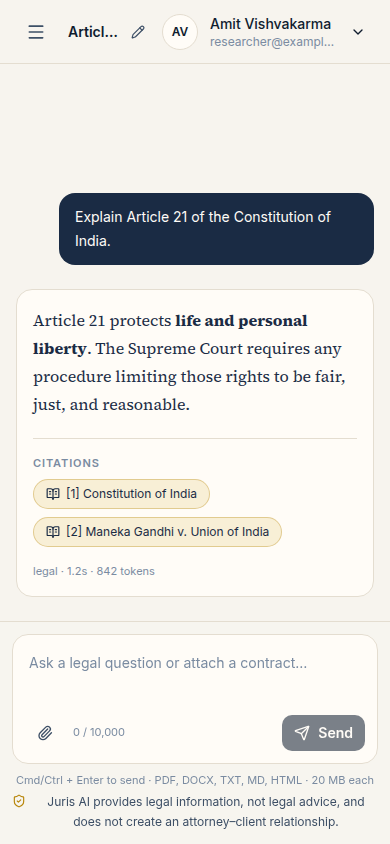 Articl...
AV
Amit Vishvakarma
researcher@exampl...
Explain Article 21 of the Constitution of
India.
Article 21 protects life and personal
liberty. The Supreme Court requires any
procedure limiting those rights to be fair,
just, and reasonable.
CITATIONS
[1] Constitution of India
[2] Maneka Gandhi v. Union of India
legal · 1.2s · 842 tokens
Ask a legal question or attach a contract...
0 / 10,000
Send
Cmd/Ctrl + Enter to send · PDF, DOCX, TXT, MD, HTML · 20 MB each
Juris AI provides legal information, not legal advice, and
does not create an attorney–client relationship.